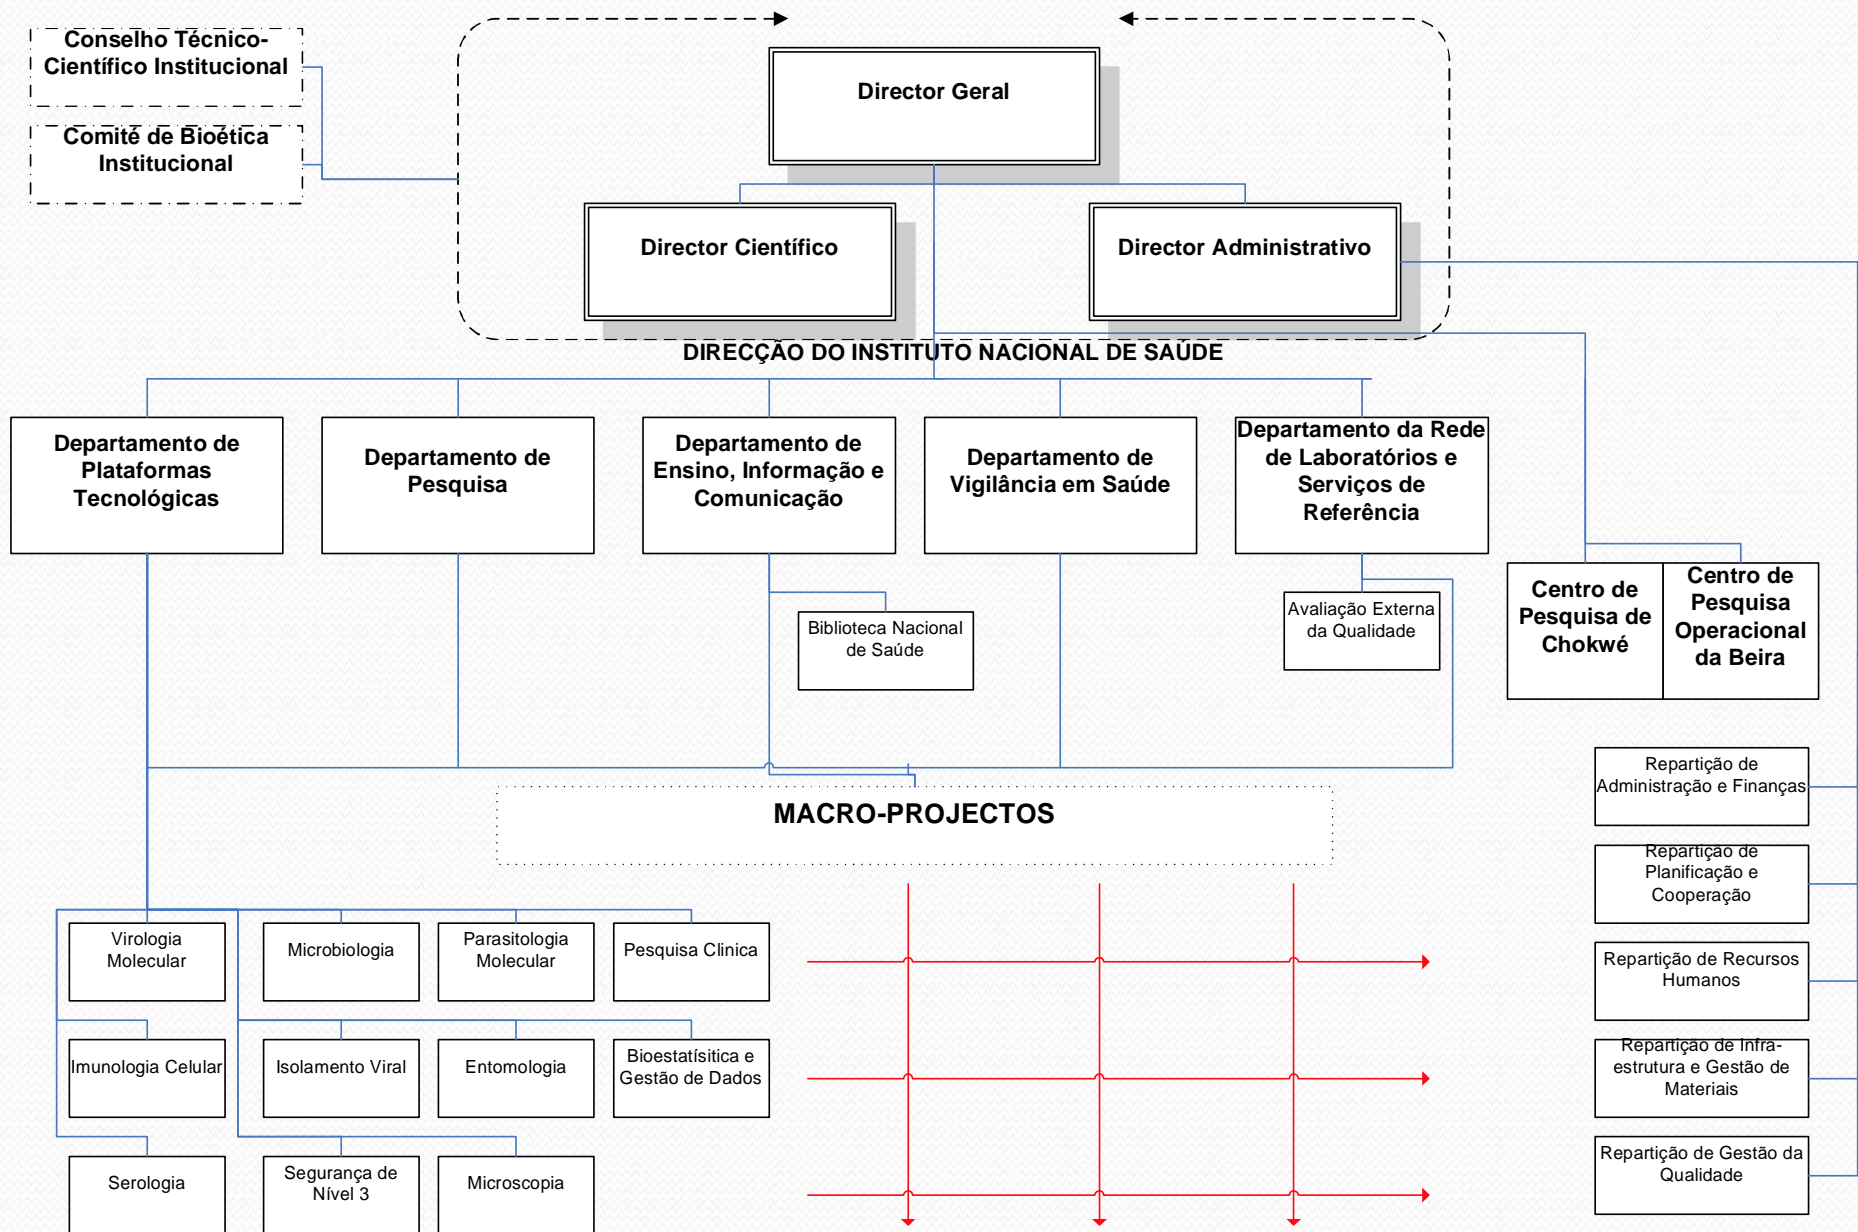 Conselho Técnico-
Científico Institucional
Comité de Bioética
Institucional
Director Geral
Director Científico
Director Administrativo
DIRECÇÃO DO INSTITUTO NACIONAL DE SAÚDE
Departamento de
Plataformas
Tecnológicas
Departamento de
Pesquisa
Departamento de
Ensino, Informação e
Comunicação
Departamento de
Vigilância em Saúde
Departamento da Rede
de Laboratórios e
Serviços de
Referência
Centro de
Pesquisa de
Chokwé
Centro de
Pesquisa
Operacional
da Beira
Biblioteca Nacional
de Saúde
Avaliação Externa
da Qualidade
MACRO-PROJECTOS
Virologia
Molecular
Microbiologia
Parasitologia
Molecular
Pesquisa Clinica
Imunologia Celular
Isolamento Viral
Entomologia
Bioestatísitica e
Gestão de Dados
Serologia
Segurança de
Nível 3
Microscopia
Repartição de
Administração e Finanças
Repartição de
Planificação e
Cooperação
Repartição de Recursos
Humanos
Repartição de Infra-
estrutura e Gestão de
Materiais
Repartição de Gestão da
Qualidade